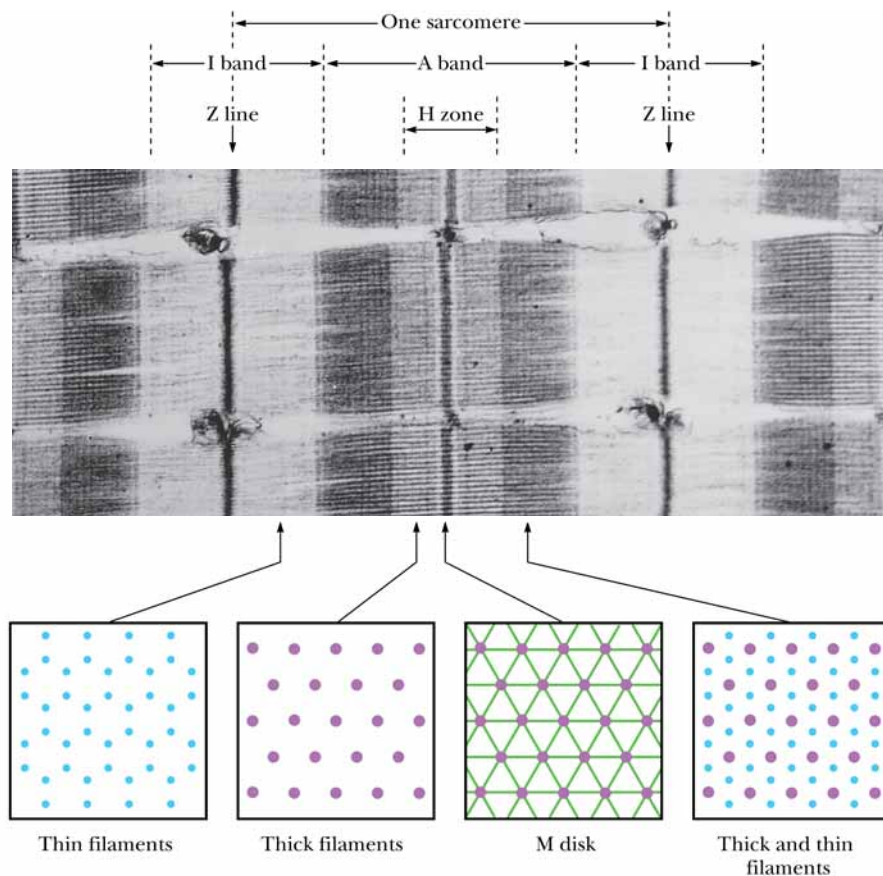 One sarcomere
I band A band I band
Z line H zone Z line
Thin filaments Thick filaments M disk Thick and thin
filaments